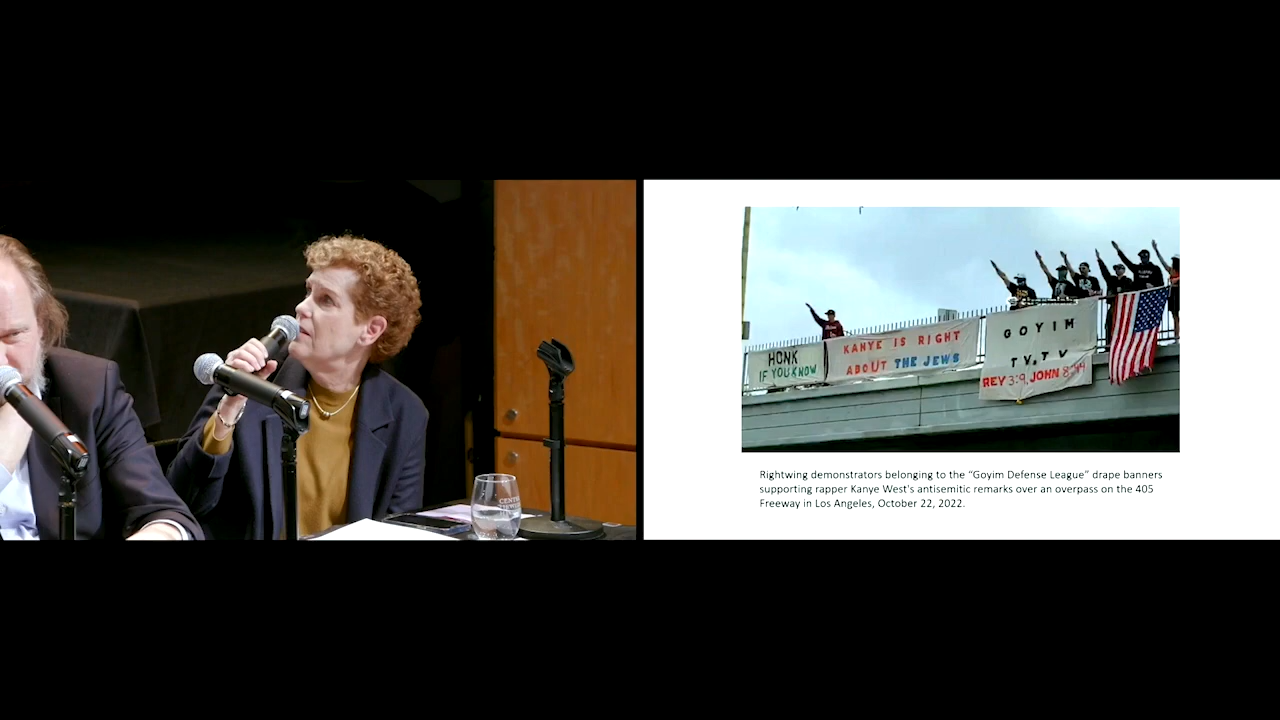 CENTE
HONK
IF YOU KNOW
KANYE IS RIGHT
ABOUT THE JEWS
GOYIM
TV.TV
REV 3:9, JOHN 8:44
Rightwing demonstrators belonging to the “Goyim Defense League” drape banners
supporting rapper Kanye West's antisemitic remarks over an overpass on the 405
Freeway in Los Angeles, October 22, 2022.